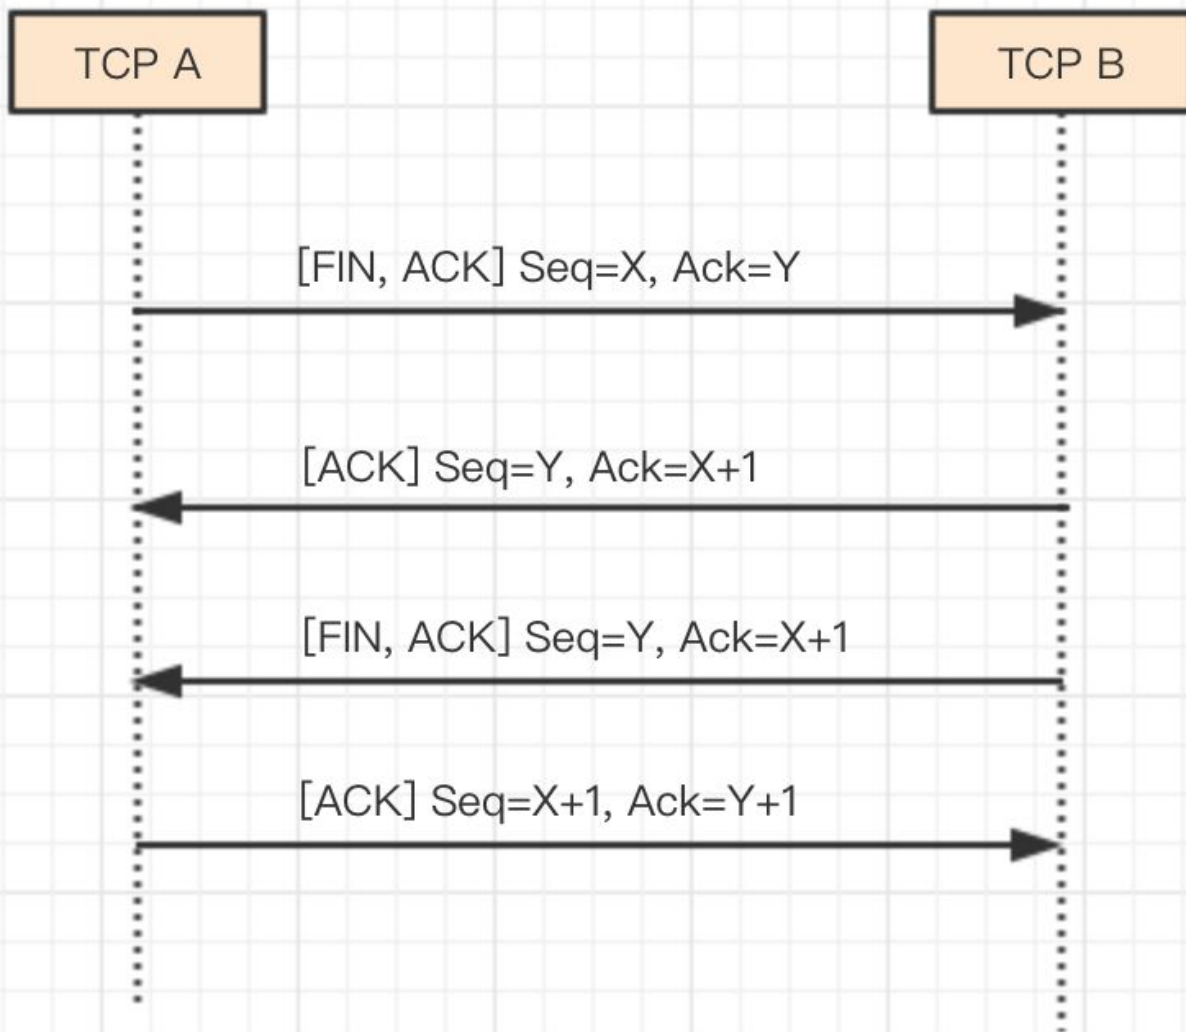 TCP A
TCP B
[FIN, ACK] Seq=X, Ack=Y
[ACK] Seq=Y, Ack=X+1
[FIN, ACK] Seq=Y, Ack=X+1
[ACK] Seq=X+1, Ack=Y+1